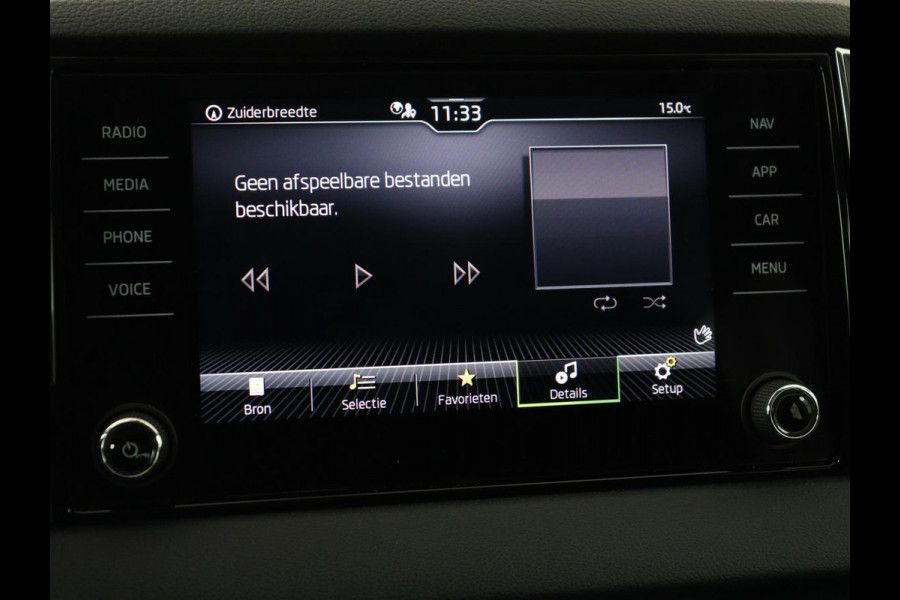 Zuiderbreedte
11:33
15.0°C
RADIO
MEDIA
PHONE
VOICE
NAV
APP
CAR
MENU
Geen afspeelbare bestanden
beschikbaar.
Bron
Selectie
Favorieten
Details
Setup